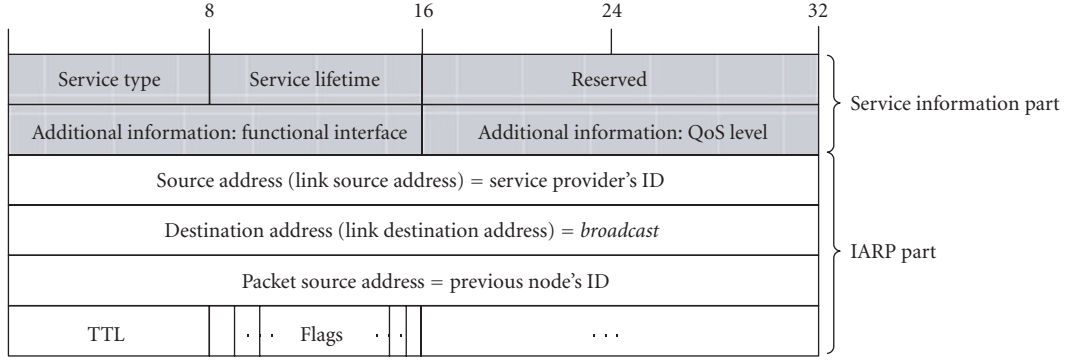 8 16 24 32
Service type Service lifetime Reserved
Service information part
Additional information: functional interface Additional information: QoS level
Source address (link source address) = service provider's ID
Destination address (link destination address) = broadcast
IARP part
Packet source address = previous node's ID
TTL · · · Flags · · · · · ·